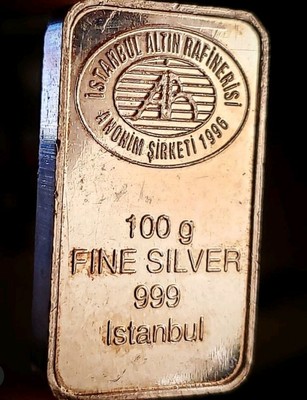 İSTANBUL ALTIN RAFİNERİSİ
ANONİM ŞİRKETİ 1996
100 g
FINE SILVER
999
Istanbul